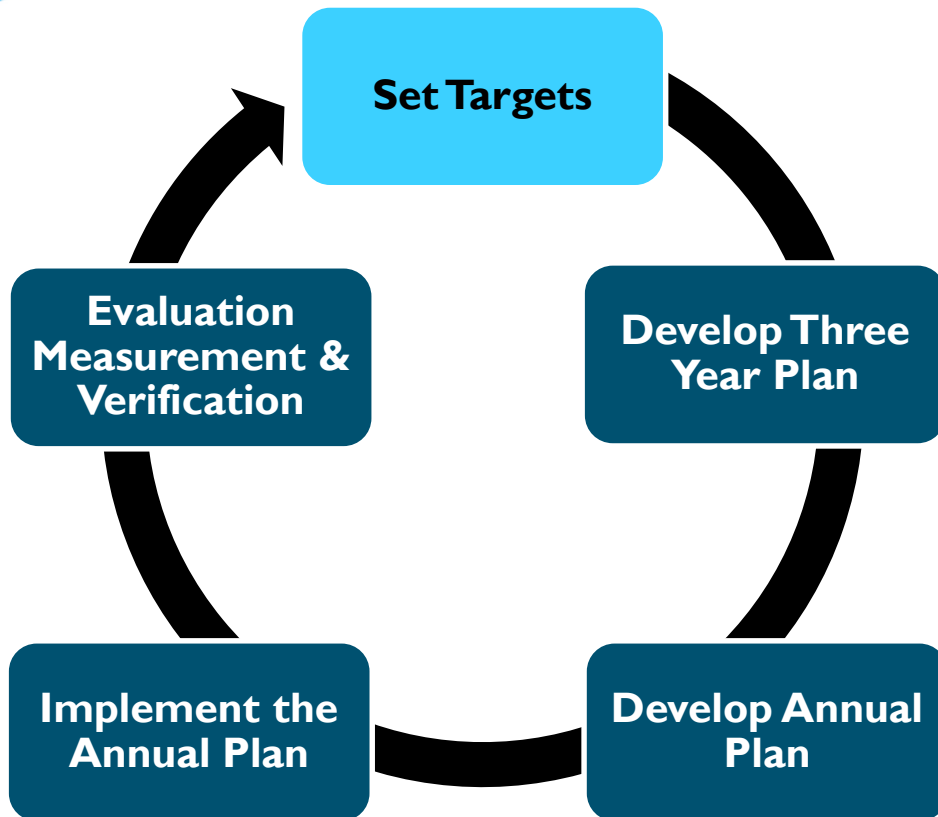 Set Targets
Develop Three
Year Plan
Develop Annual
Plan
Implement the
Annual Plan
Evaluation
Measurement &
Verification